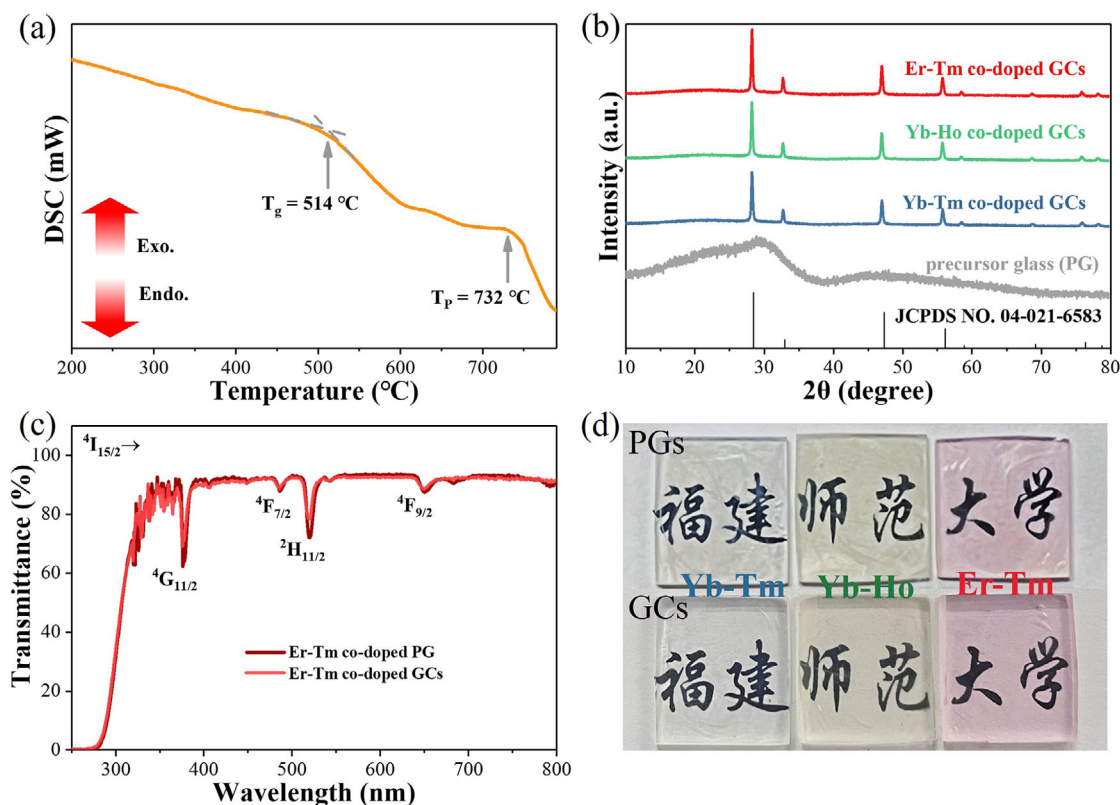 (a)
DSC (mW)
Exo.
Endo.
T_g = 514 ℃
T_P = 732 ℃
200 300 400 500 600 700
Temperature (℃)
(b)
Intensity (a.u.)
Er-Tm co-doped GCs
Yb-Ho co-doped GCs
Yb-Tm co-doped GCs
precursor glass (PG)
JCPDS NO. 04-021-6583
10 20 30 40 50 60 70 80
2θ (degree)
(c)
Transmittance (%)
100
80
60
40
20
0
⁴I₁₅/₂→
⁴G₁₁/₂
⁴F₇/₂
²H₁₁/₂
⁴F₉/₂
Er-Tm co-doped PG
Er-Tm co-doped GCs
300 400 500 600 700 800
Wavelength (nm)
(d)
PGs
福建 师范 大学
Yb-Tm Yb-Ho Er-Tm
GCs
福建 师范 大学